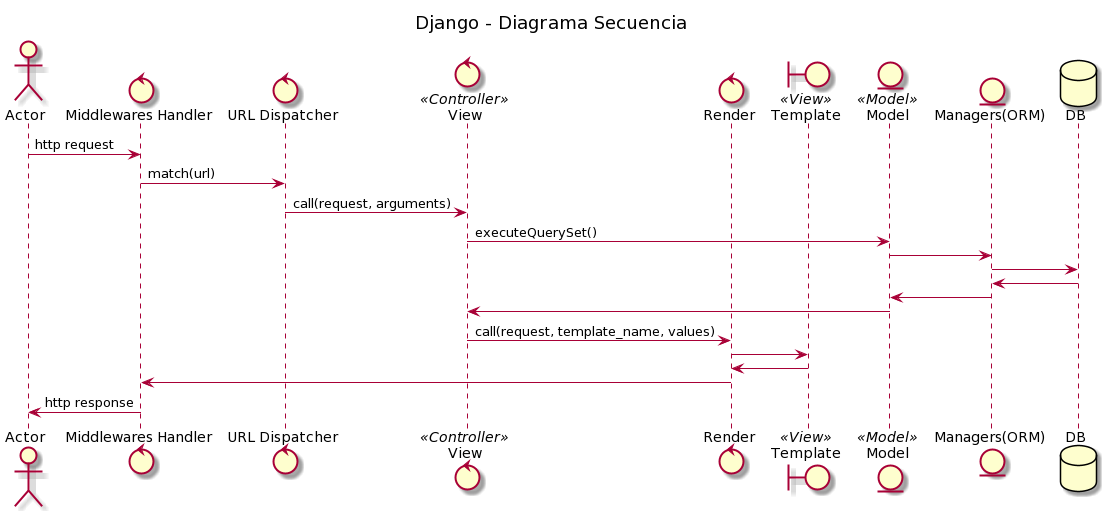 Django - Diagrama Secuencia
Actor
Middlewares Handler
URL Dispatcher
«Controller»
View
Render
«View»
Template
«Model»
Model
Managers(ORM)
DB
http request
match(url)
call(request, arguments)
executeQuerySet()
call(request, template_name, values)
http response
Actor
Middlewares Handler
URL Dispatcher
«Controller»
View
Render
«View»
Template
«Model»
Model
Managers(ORM)
DB